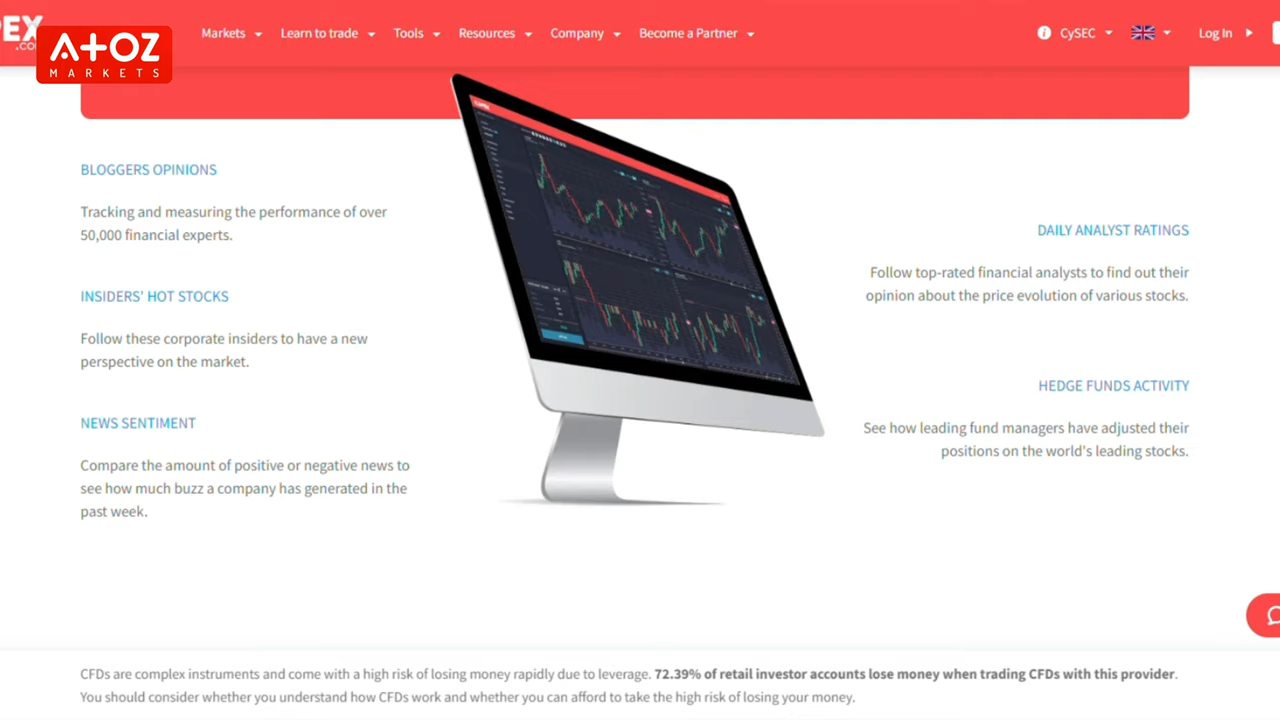 EX
.CO
A+OZ
MARKETS
Markets
Learn to trade
Tools
Resources
Company
Become a Partner
CySEC
Log In
BLOGGERS OPINIONS
Tracking and measuring the performance of over
50,000 financial experts.
INSIDERS' HOT STOCKS
Follow these corporate insiders to have a new
perspective on the market.
NEWS SENTIMENT
Compare the amount of positive or negative news to
see how much buzz a company has generated in the
past week.
DAILY ANALYST RATINGS
Follow top-rated financial analysts to find out their
opinion about the price evolution of various stocks.
HEDGE FUNDS ACTIVITY
See how leading fund managers have adjusted their
positions on the world's leading stocks.
CFDs are complex instruments and come with a high risk of losing money rapidly due to leverage. 72.39% of retail investor accounts lose money when trading CFDs with this provider.
You should consider whether you understand how CFDs work and whether you can afford to take the high risk of losing your money.